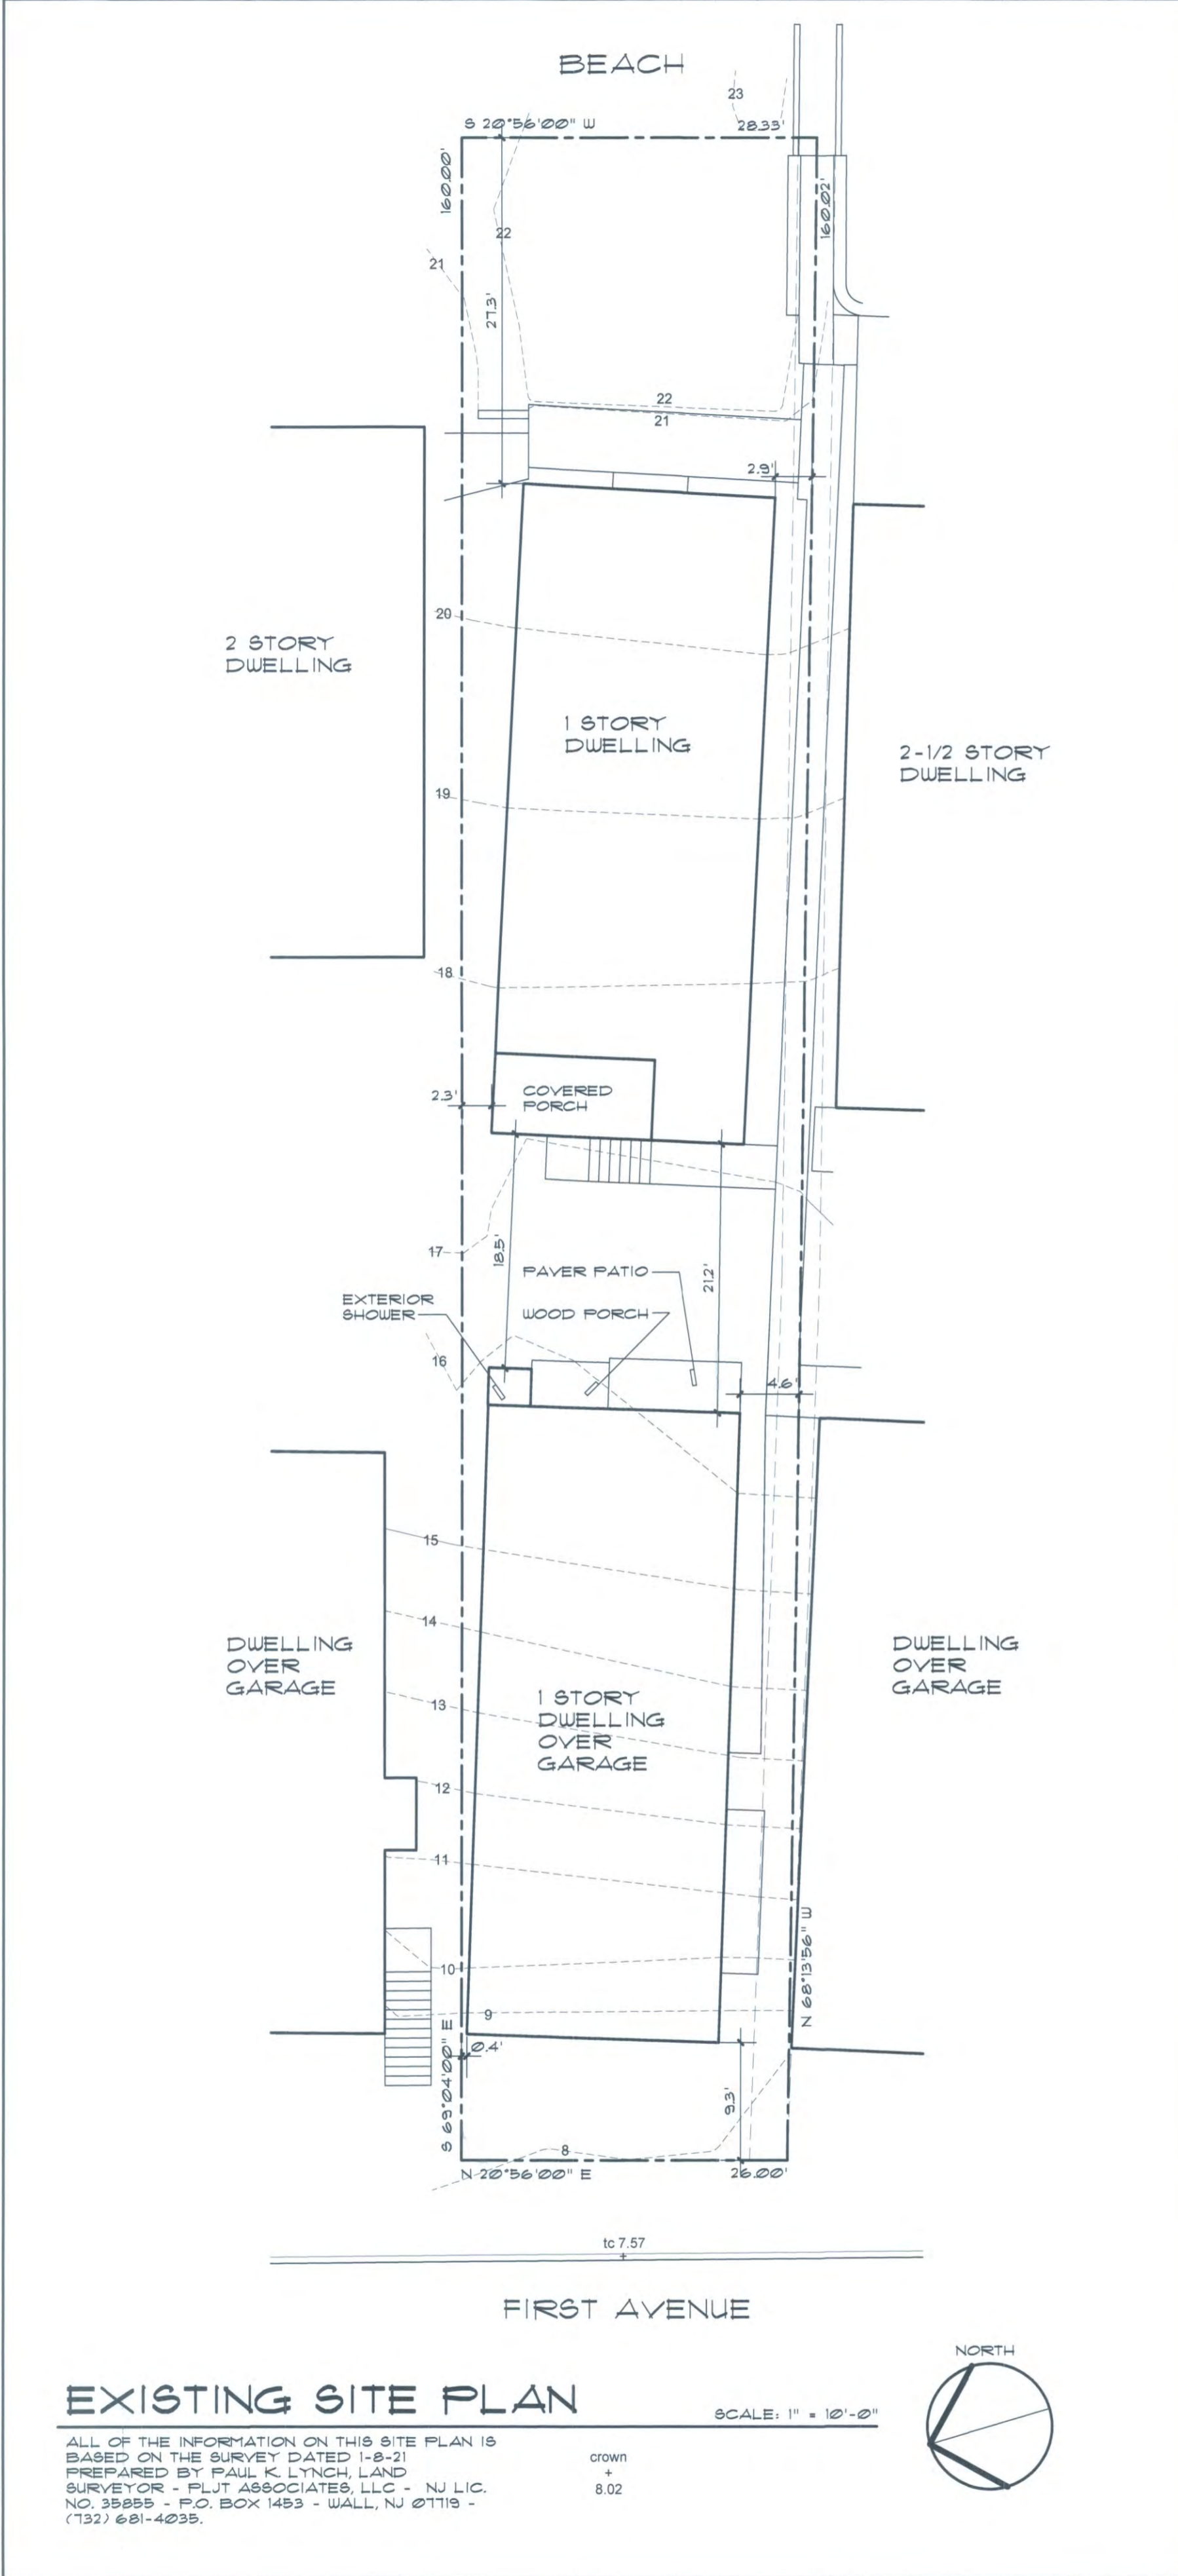 BEACH
23
S 20°56'00" W
28.33'
160.00'
160.02'
22
21
27.3'
22
21
2.9'
20
2 STORY
DWELLING
1 STORY
DWELLING
2-1/2 STORY
DWELLING
19
18
2.3'
COVERED
PORCH
17
18.5'
21.2'
PAVER PATIO
EXTERIOR
SHOWER
WOOD PORCH
16
4.6'
15
14
DWELLING
OVER
GARAGE
DWELLING
OVER
GARAGE
13
1 STORY
DWELLING
OVER
GARAGE
12
11
N 68°13'56" W
10
9
0.4'
S 69°04'00" E
9.3'
8
N 20°56'00" E
26.00'
tc 7.57
+
FIRST AVENUE
NORTH
EXISTING SITE PLAN
SCALE: 1" = 10'-0"
ALL OF THE INFORMATION ON THIS SITE PLAN IS
BASED ON THE SURVEY DATED 1-8-21
PREPARED BY PAUL K. LYNCH, LAND
SURVEYOR - PLJT ASSOCIATES, LLC - NJ LIC.
NO. 35855 - P.O. BOX 1453 - WALL, NJ 07719 -
(732) 681-4035.
crown
+
8.02